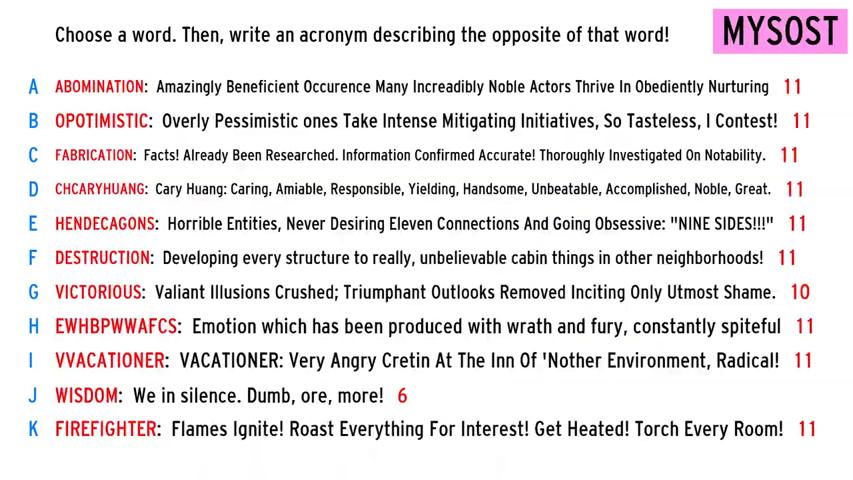 Choose a word. Then, write an acronym describing the opposite of that word!
MYSOST
A ABOMINATION: Amazingly Beneficient Occurence Many Increadibly Noble Actors Thrive In Obediently Nurturing 11
B OPOTIMISTIC: Overly Pessimistic ones Take Intense Mitigating Initiatives, So Tasteless, I Contest! 11
C FABRICATION: Facts! Already Been Researched. Information Confirmed Accurate! Thoroughly Investigated On Notability. 11
D CHCARYHUANG: Cary Huang: Caring, Amiable, Responsible, Yielding, Handsome, Unbeatable, Accomplished, Noble, Great. 11
E HENDECAGONS: Horrible Entities, Never Desiring Eleven Connections And Going Obsessive: "NINE SIDES!!!" 11
F DESTRUCTION: Developing every structure to really, unbelievable cabin things in other neighborhoods! 11
G VICTORIOUS: Valiant Illusions Crushed; Triumphant Outlooks Removed Inciting Only Utmost Shame. 10
H EWHBPWWAFCS: Emotion which has been produced with wrath and fury, constantly spiteful 11
I VVACATIONER: VACATIONER: Very Angry Cretin At The Inn Of 'Nother Environment, Radical! 11
J WISDOM: We in silence. Dumb, ore, more! 6
K FIREFIGHTER: Flames Ignite! Roast Everything For Interest! Get Heated! Torch Every Room! 11